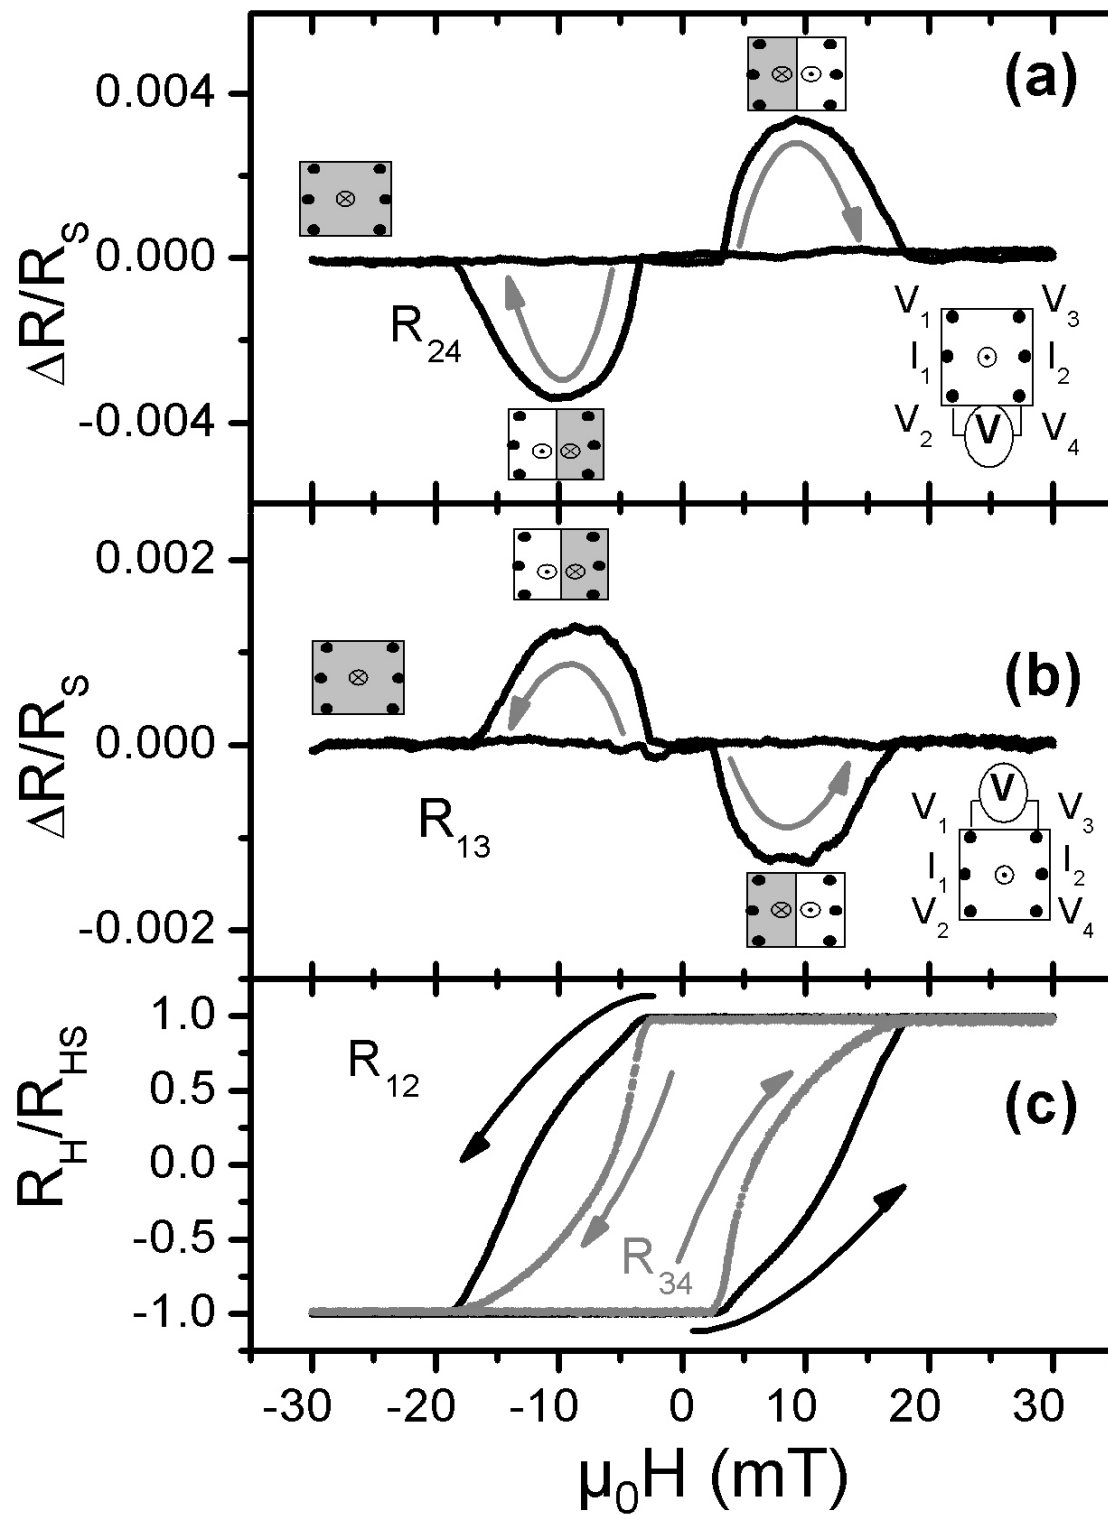 (a)
0.004
0.000
-0.004
ΔR/R_S
R_24
V_1 V_3
I_1 I_2
V_2 V V_4
(b)
0.002
0.000
-0.002
ΔR/R_S
R_13
V
V_1 V_3
I_1 I_2
V_2 V_4
(c)
1.0
0.5
0.0
-0.5
-1.0
R_H/R_HS
R_12
R_34
-30 -20 -10 0 10 20 30
μ_0H (mT)